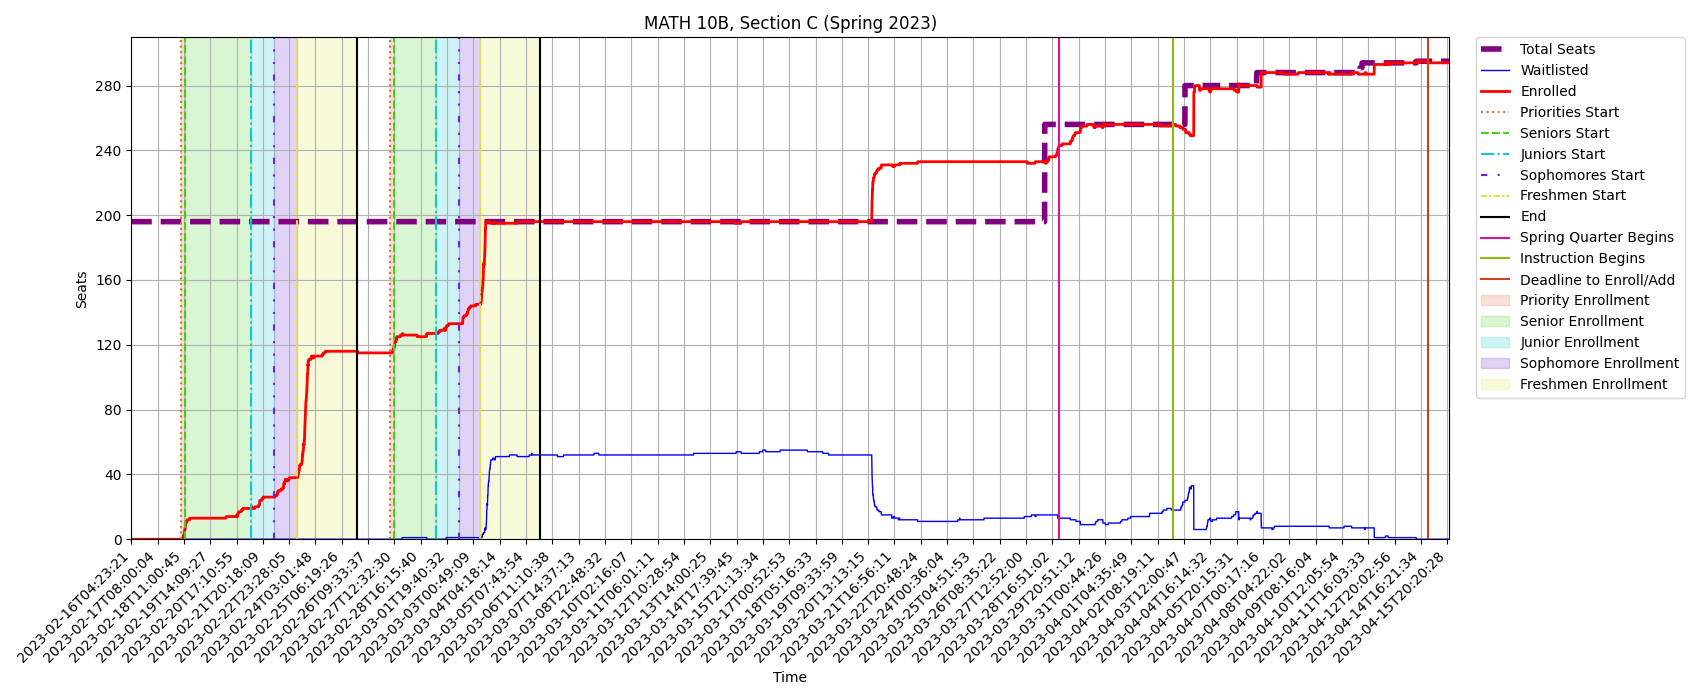 MATH 10B, Section C (Spring 2023)
Seats
280
240
200
160
120
80
40
0
2023-02-16T04:23:21
2023-02-17T08:00:04
2023-02-18T11:00:45
2023-02-19T14:09:27
2023-02-20T17:10:55
2023-02-21T20:18:09
2023-02-22T23:28:05
2023-02-24T03:01:48
2023-02-25T06:19:26
2023-02-26T09:33:37
2023-02-27T12:32:30
2023-02-28T16:15:40
2023-03-01T19:40:32
2023-03-03T00:49:09
2023-03-04T04:18:14
2023-03-05T07:43:54
2023-03-06T11:10:38
2023-03-07T14:37:13
2023-03-08T22:48:32
2023-03-10T02:16:07
2023-03-11T06:01:11
2023-03-12T10:28:54
2023-03-13T14:00:25
2023-03-14T17:39:45
2023-03-15T21:13:34
2023-03-17T00:52:53
2023-03-18T05:16:33
2023-03-19T09:33:59
2023-03-20T13:13:15
2023-03-21T16:56:11
2023-03-22T20:48:24
2023-03-24T00:36:04
2023-03-25T04:51:53
2023-03-26T08:35:22
2023-03-27T12:52:00
2023-03-28T16:51:02
2023-03-29T20:51:12
2023-03-31T00:44:26
2023-04-01T04:35:49
2023-04-02T08:19:11
2023-04-03T12:00:47
2023-04-04T16:14:32
2023-04-05T20:15:31
2023-04-07T00:17:16
2023-04-08T04:22:02
2023-04-09T08:16:04
2023-04-10T12:05:54
2023-04-11T16:03:33
2023-04-12T20:02:56
2023-04-14T16:21:34
2023-04-15T20:20:28
Time
Total Seats
Waitlisted
Enrolled
Priorities Start
Seniors Start
Juniors Start
Sophomores Start
Freshmen Start
End
Spring Quarter Begins
Instruction Begins
Deadline to Enroll/Add
Priority Enrollment
Senior Enrollment
Junior Enrollment
Sophomore Enrollment
Freshmen Enrollment